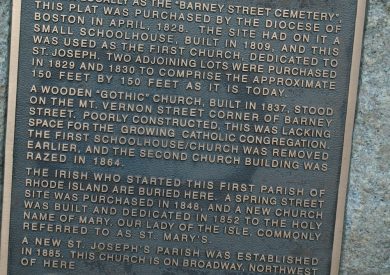 ALLY AS THE "BARNEY STREET CEMETERY".
THIS PLAT WAS PURCHASED BY THE DIOCESE OF
BOSTON IN APRIL, 1828. THE SITE HAD ON IT A
SMALL SCHOOLHOUSE, BUILT IN 1809, AND THIS
WAS USED AS THE FIRST CHURCH, DEDICATED TO
ST. JOSEPH. TWO ADJOINING LOTS WERE PURCHASED
IN 1829 AND 1830 TO COMPRISE THE APPROXIMATE
150 FEET BY 150 FEET AS IT IS TODAY.
A WOODEN "GOTHIC" CHURCH, BUILT IN 1837, STOOD
ON THE MT. VERNON STREET CORNER OF BARNEY
STREET. POORLY CONSTRUCTED, THIS WAS LACKING
SPACE FOR THE GROWING CATHOLIC CONGREGATION.
THE FIRST SCHOOLHOUSE/CHURCH WAS REMOVED
EARLIER, AND THE SECOND CHURCH BUILDING WAS
RAZED IN 1864.
THE IRISH WHO STARTED THIS FIRST PARISH OF
RHODE ISLAND ARE BURIED HERE. A SPRING STREET
SITE WAS PURCHASED IN 1848, AND A NEW CHURCH
WAS BUILT AND DEDICATED IN 1852 TO THE HOLY
NAME OF MARY, OUR LADY OF THE ISLE, COMMONLY
REFERRED TO AS ST. MARY'S.
A NEW ST. JOSEPH'S PARISH WAS ESTABLISHED
IN 1885. THIS CHURCH IS ON BROADWAY, NORTHWEST
OF HERE